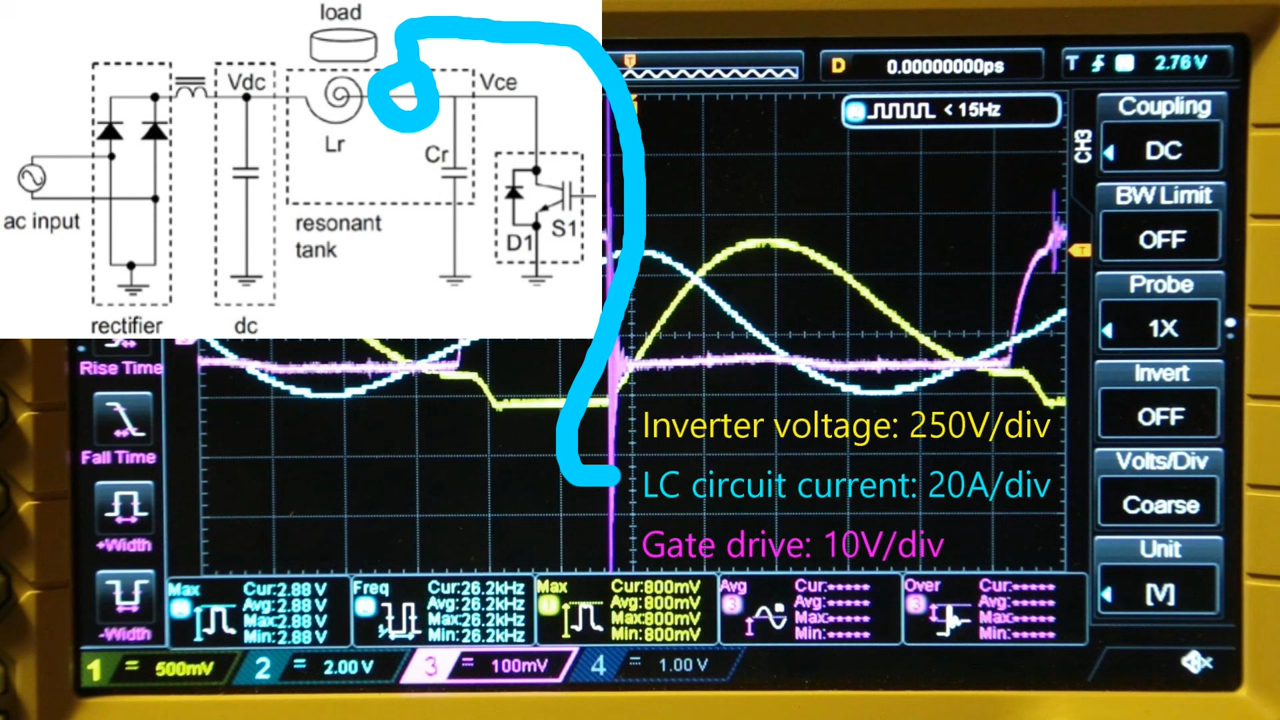 load
Vdc
Vce
Lr
Cr
ac input
resonant
tank
D1
S1
rectifier
dc
T
D
0.00000000ps
T
2.76 V
< 15Hz
T
CH3
Coupling
DC
BW Limit
OFF
Probe
1X
Invert
OFF
Volts/Div
Coarse
Unit
[V]
Rise Time
Fall Time
+Width
-Width
Inverter voltage: 250V/div
LC circuit current: 20A/div
Gate drive: 10V/div
Max
Cur:2.88 V
Avg:2.88 V
Max:2.88 V
Min:2.88 V
Freq
Cur:26.2kHz
Avg:26.2kHz
Max:26.2kHz
Min:26.2kHz
Max
Cur:800mV
Avg:800mV
Max:800mV
Min:800mV
Avg
3
Cur:*****
Avg:*****
Max:*****
Min:*****
Over
3
Cur:*****
Avg:*****
Max:*****
Min:*****
1 = 500mV
2 = 2.00 V
3 = 100mV
4 = 1.00 V